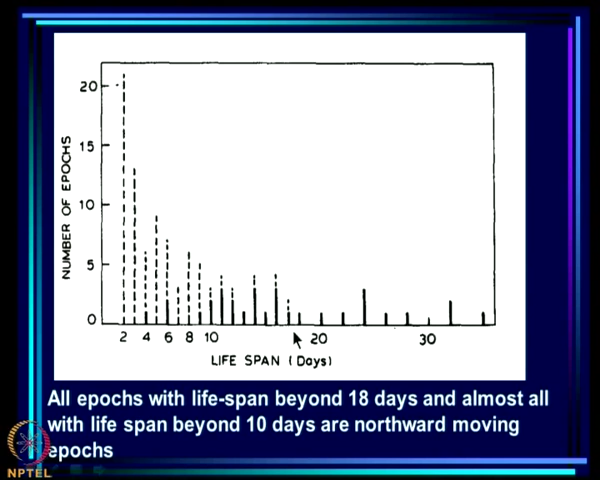 20
15
10
5
0
NUMBER OF EPOCHS
2 4 6 8 10 20 30
LIFE SPAN (Days)
All epochs with life-span beyond 18 days and almost all
with life span beyond 10 days are northward moving
epochs
NPTEL